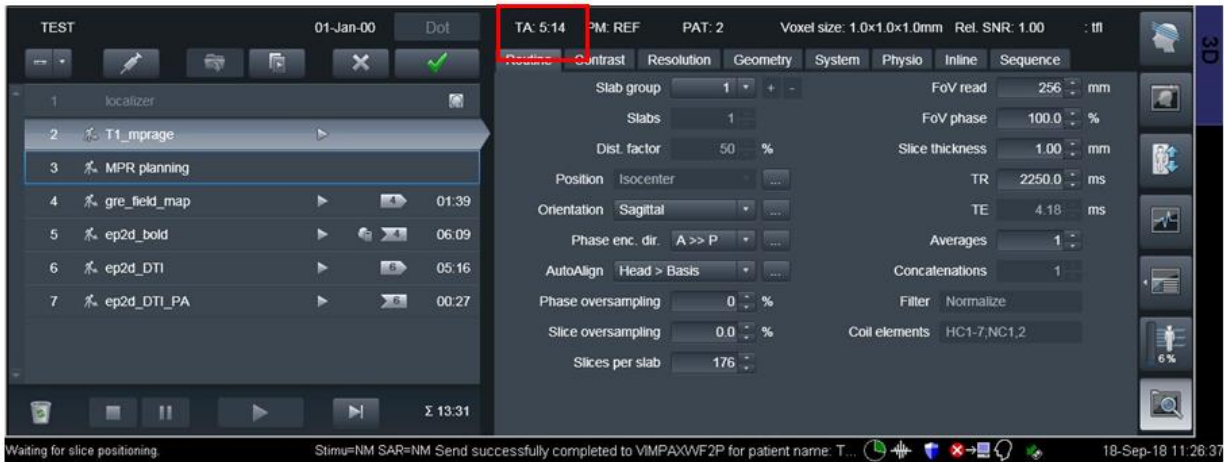 TEST 01-Jan-00 Dot TA: 5:14 PM: REF PAT: 2 Voxel size: 1.0×1.0×1.0mm Rel. SNR: 1.00 : tfl
3D
Routine Contrast Resolution Geometry System Physio Inline Sequence
1 localizer
2 T1_mprage
3 MPR planning
4 gre_field_map 4 01:39
5 ep2d_bold 4 06:09
6 ep2d_DTI 6 05:16
7 ep2d_DTI_PA 6 00:27
Σ 13:31
Slab group 1 + -
Slabs 1
Dist. factor 50 %
Position Isocenter ...
Orientation Sagittal ...
Phase enc. dir. A >> P ...
AutoAlign Head > Basis ...
Phase oversampling 0 %
Slice oversampling 0.0 %
Slices per slab 176
FoV read 256 mm
FoV phase 100.0 %
Slice thickness 1.00 mm
TR 2250.0 ms
TE 4.18 ms
Averages 1
Concatenations 1
Filter Normalize
Coil elements HC1-7;NC1,2
6%
Waiting for slice positioning. Stimu=NM SAR=NM Send successfully completed to VIMPAXWF2P for patient name: T... 18-Sep-18 11:26:37